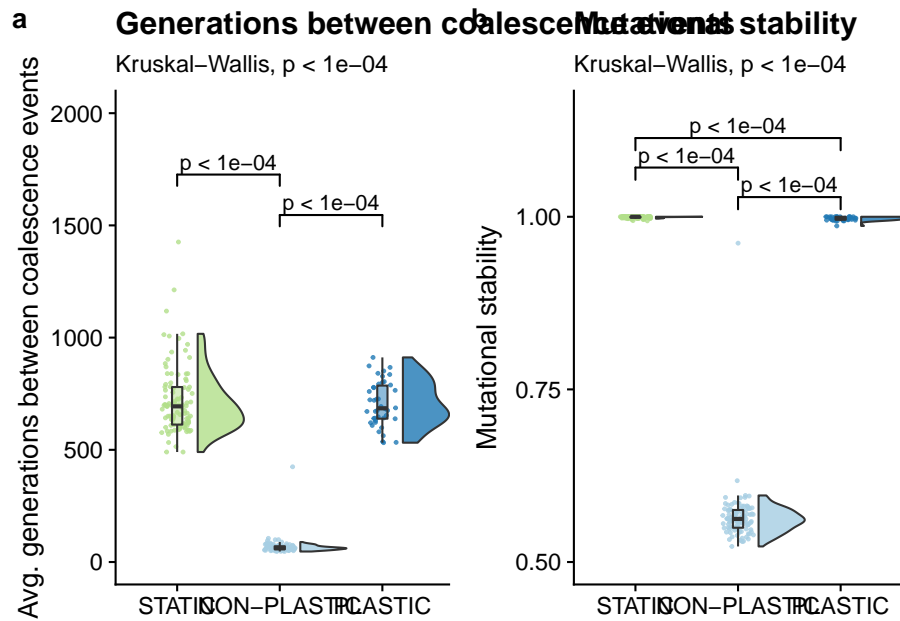 a
Generations between coalescence events
Kruskal−Wallis, p < 1e−04
Avg. generations between coalescence events
2000
1500
1000
500
0
p < 1e−04
p < 1e−04
STATIC
NON−PLASTIC
PLASTIC
b
Mutational stability
Kruskal−Wallis, p < 1e−04
Mutational stability
1.00
0.75
0.50
p < 1e−04
p < 1e−04
p < 1e−04
STATIC
NON−PLASTIC
PLASTIC